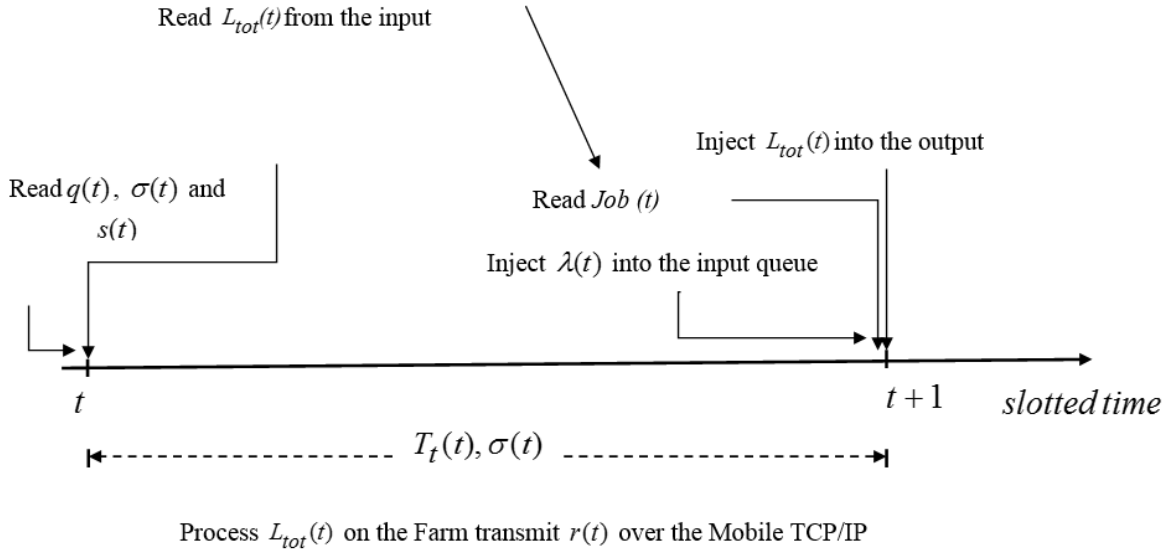 Read L_tot(t) from the input
Inject L_tot(t) into the output
Read q(t), σ(t) and
s(t)
Read Job (t)
Inject λ(t) into the input queue
t
t + 1
slotted time
T_t(t), σ(t)
Process L_tot(t) on the Farm transmit r(t) over the Mobile TCP/IP